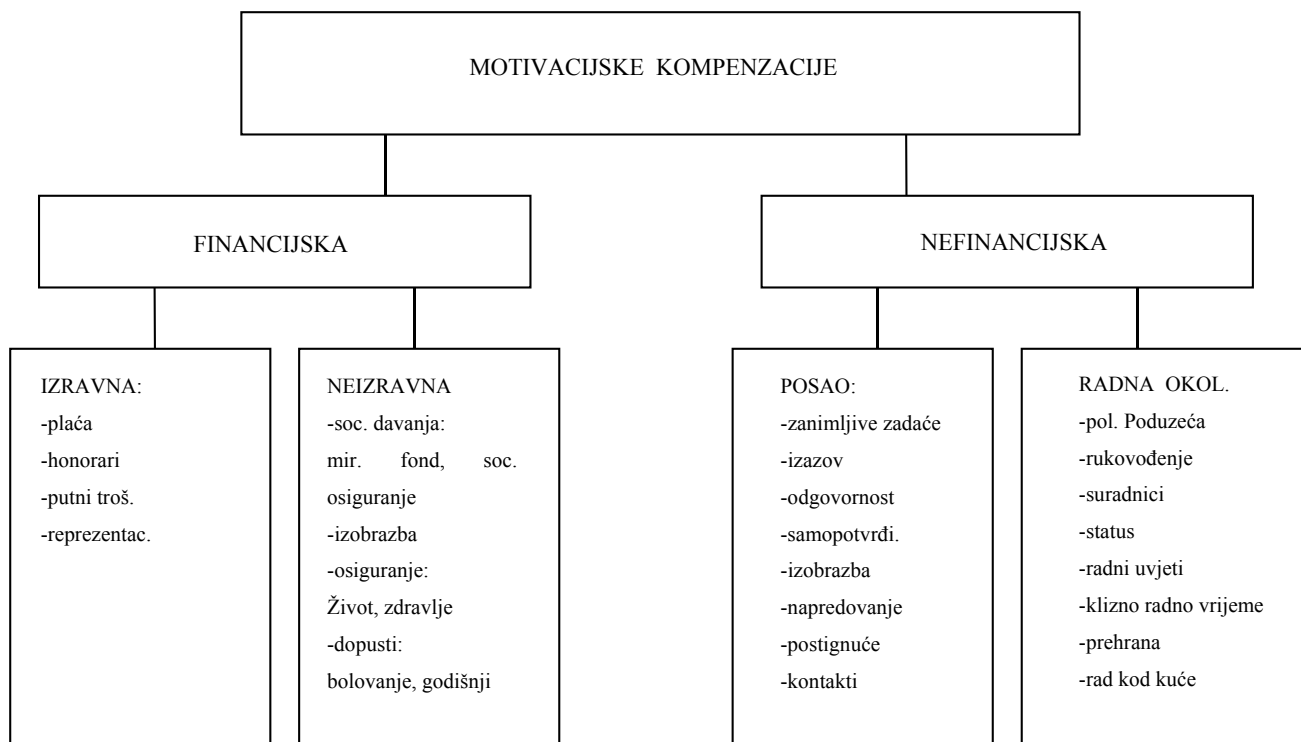 MOTIVACIJSKE KOMPENZACIJE
FINANCIJSKA
NEFINANCIJSKA
IZRAVNA:
-plaća
-honorari
-putni troš.
-reprezentac.
NEIZRAVNA
-soc. davanja:
mir. fond, soc.
osiguranje
-izobrazba
-osiguranje:
Život, zdravlje
-dopusti:
bolovanje, godišnji
POSAO:
-zanimljive zadaće
-izazov
-odgovornost
-samopotvrđi.
-izobrazba
-napredovanje
-postignuće
-kontakti
RADNA OKOL.
-pol. Poduzeća
-rukovođenje
-suradnici
-status
-radni uvjeti
-klizno radno vrijeme
-prehrana
-rad kod kuće